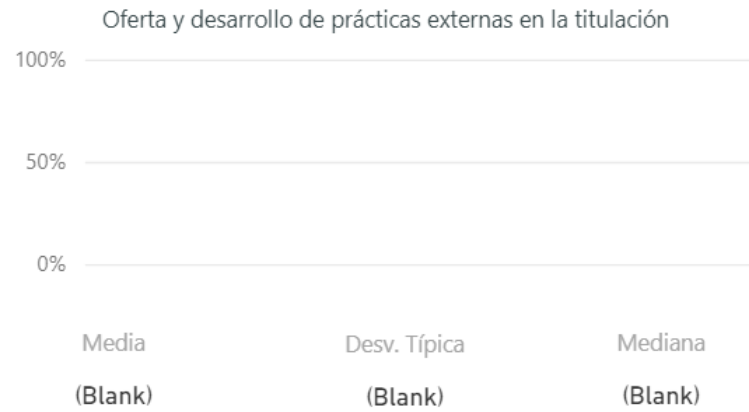 Oferta y desarrollo de prácticas externas en la titulación
100%
50%
0%
Media Desv. Típica Mediana
(Blank) (Blank) (Blank)